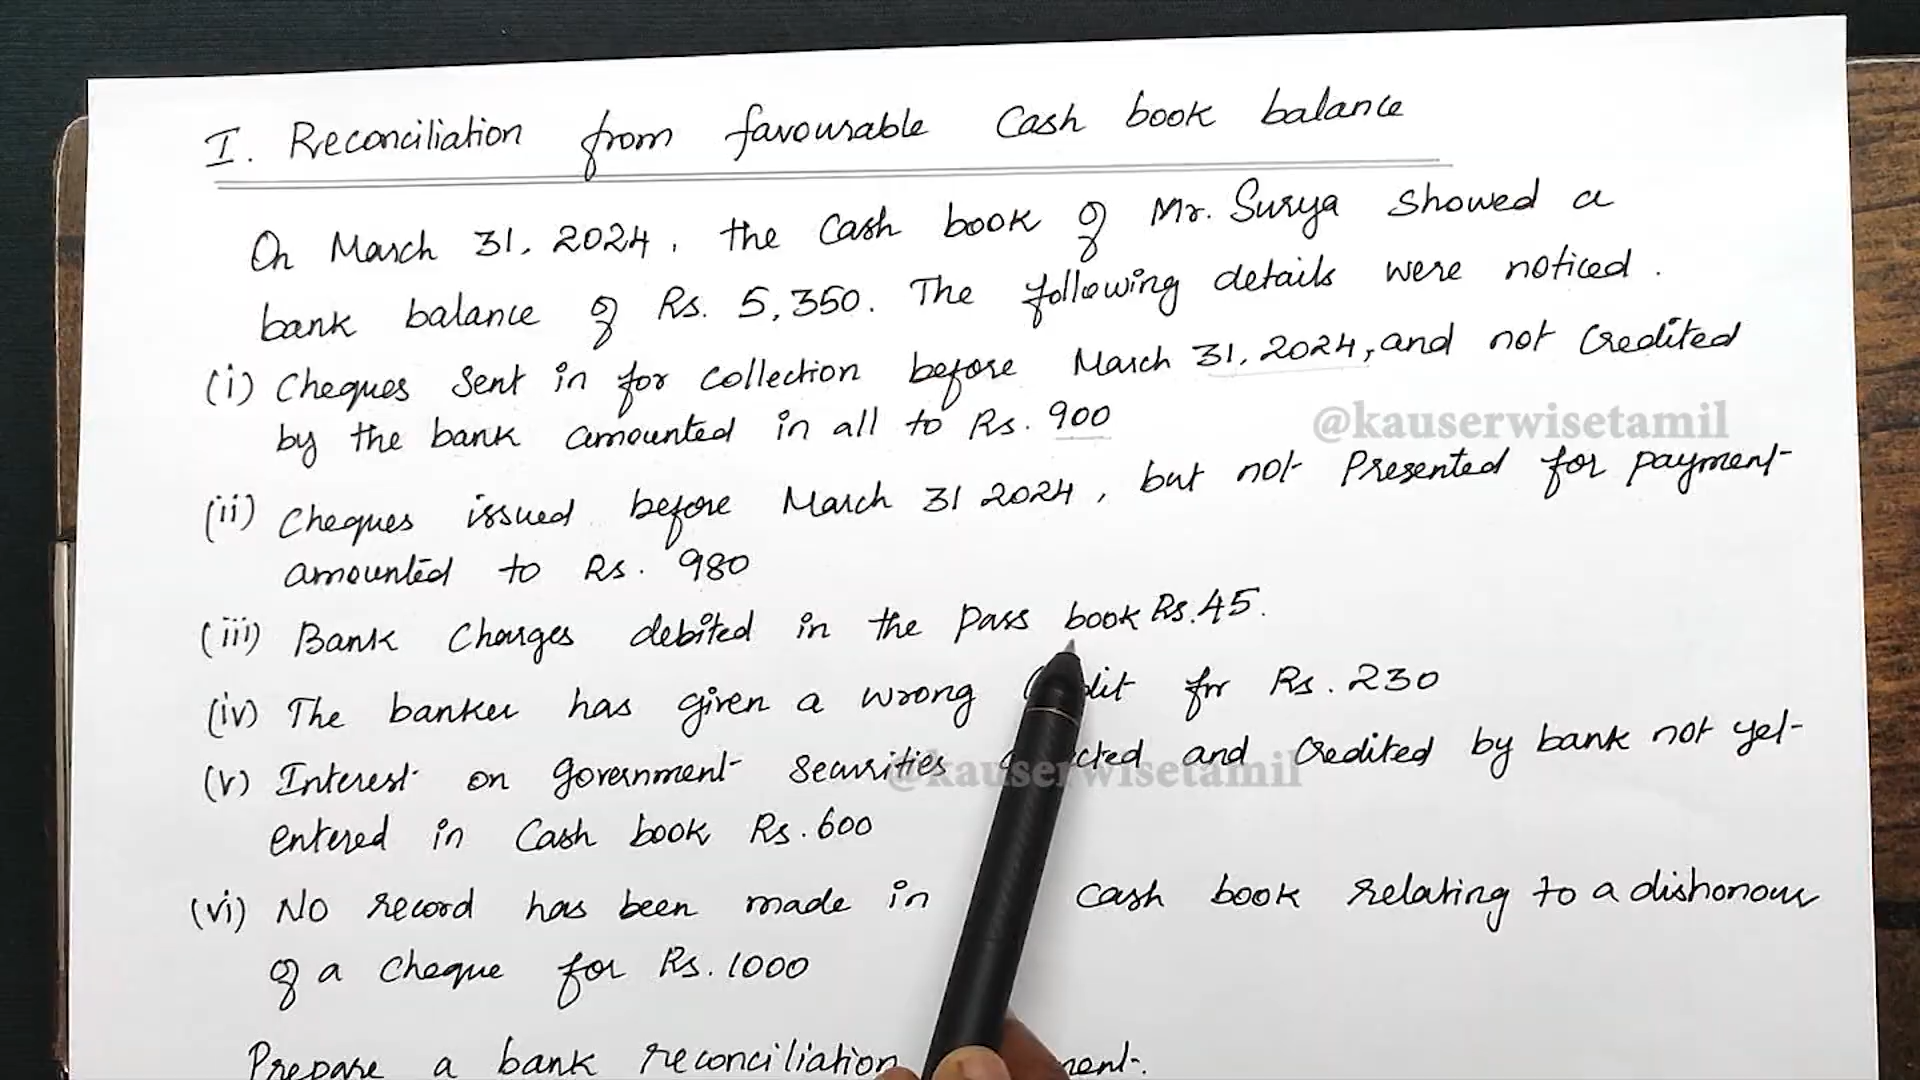 I. Reconciliation from favourable Cash book balance
On March 31, 2024, the Cash book of Mr. Surya showed a
bank balance of Rs. 5,350. The following details were noticed.
(i) Cheques sent in for collection before March 31, 2024, and not Credited
by the bank amounted in all to Rs. 900
@kauserwisetamil
(ii) Cheques issued before March 31 2024, but not Presented for payment
amounted to Rs. 980
(iii) Bank Charges debited in the Pass book Rs. 45.
(iv) The banker has given a wrong for Rs. 230
(v) Interest on government securities and Credited by bank not yet
@kauserwisetamil
entered in Cash book Rs. 600
(vi) No record has been made in Cash book relating to a dishonour
of a Cheque for Rs. 1000
Prepare a bank reconciliation